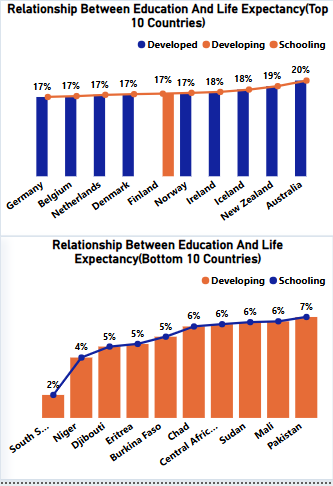 Relationship Between Education And Life Expectancy(Top
10 Countries)
Developed Developing Schooling
17% 17% 17% 17% 17% 17% 18% 18% 19% 20%
Germany Belgium Netherlands Denmark Finland Norway Ireland Iceland New Zealand Australia
Relationship Between Education And Life
Expectancy(Bottom 10 Countries)
Developing Schooling
2% 4% 5% 5% 5% 6% 6% 6% 6% 7%
South S... Niger Djibouti Eritrea Burkina Faso Chad Central Afric... Sudan Mali Pakistan